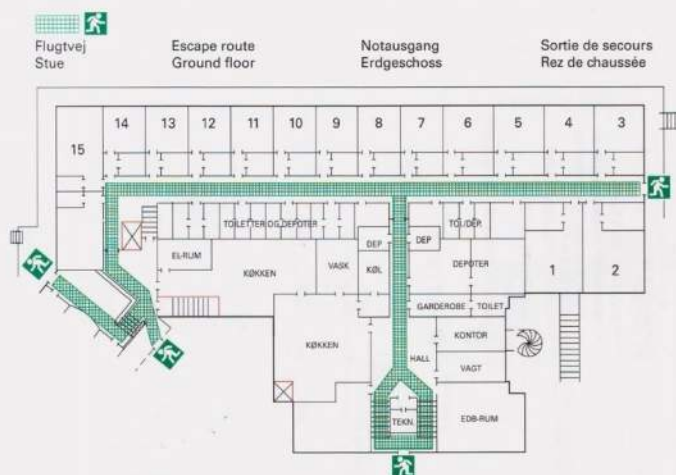 Flugtvej
Stue
Escape route
Ground floor
Notausgang
Erdgeschoss
Sortie de secours
Rez de chaussée
15
14
13
12
11
10
9
8
7
6
5
4
3
TOILETTER OG DEPOTER
TOI/DEP.
DEP
DEP
EL-RUM
KØKKEN
VASK
KØL
DEPOTER
1
2
GARDEROBE
TOILET
KØKKEN
HALL
KONTOR
VAGT
TEKN.
EDB-RUM